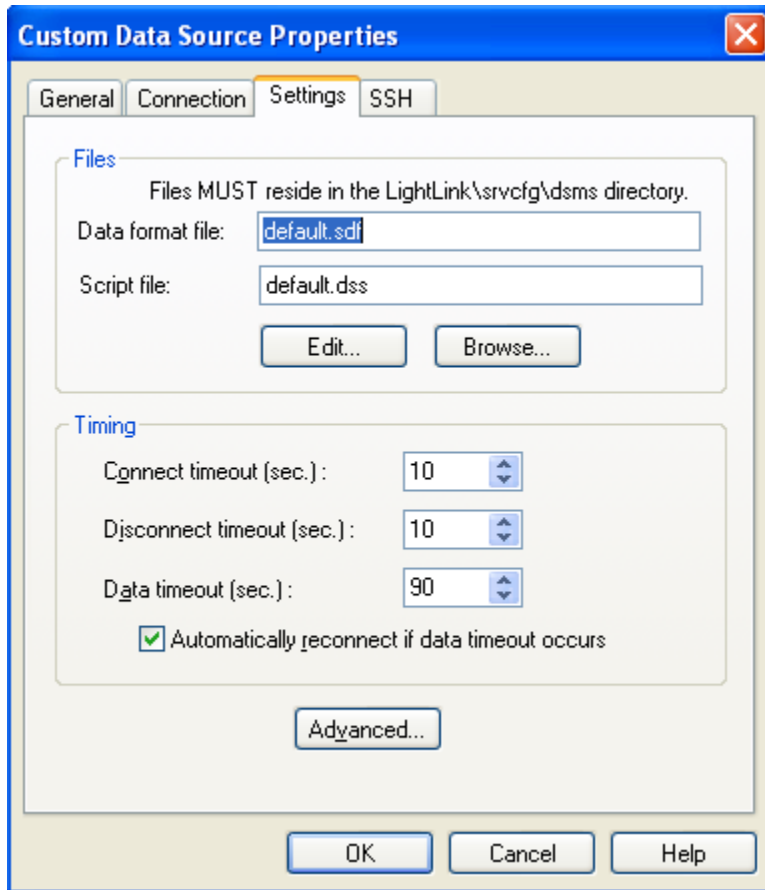 Custom Data Source Properties
General Connection Settings SSH
Files
Files MUST reside in the LightLink\srvcfg\dsms directory.
Data format file: default.sdf
Script file: default.dss
Edit... Browse...
Timing
Connect timeout (sec.) : 10
Disconnect timeout (sec.) : 10
Data timeout (sec.) : 90
Automatically reconnect if data timeout occurs
Advanced...
OK Cancel Help